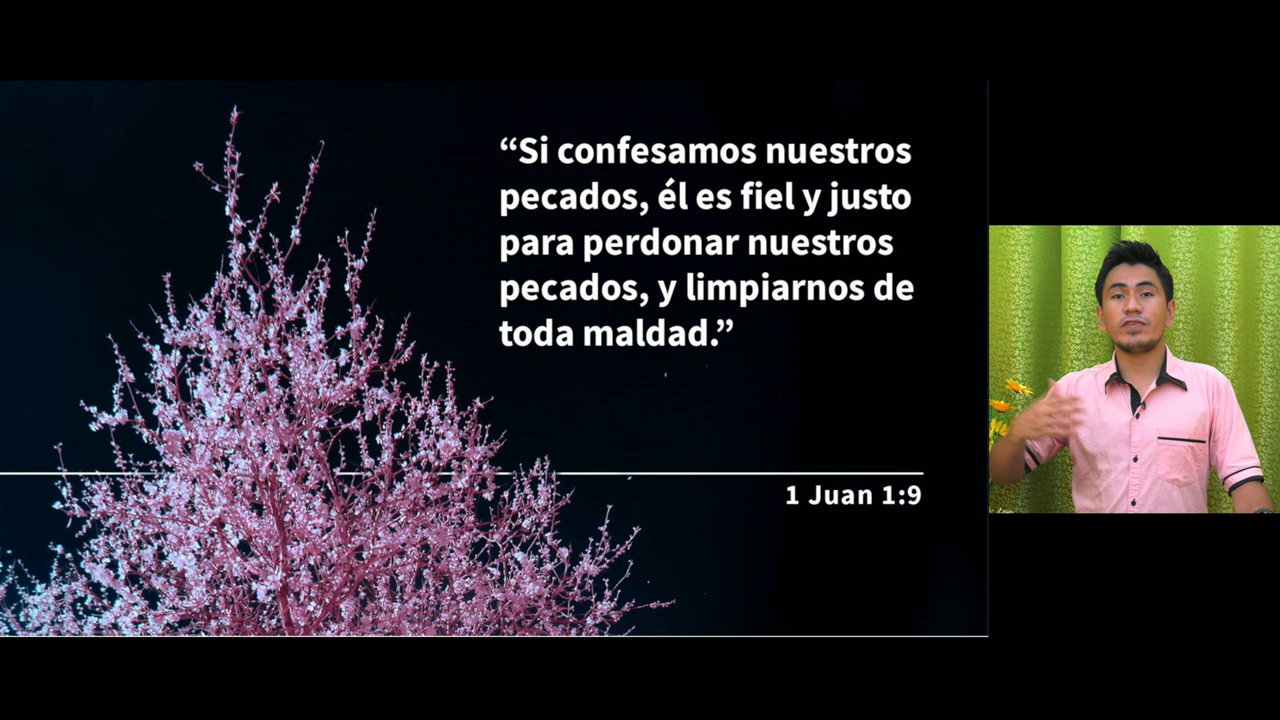 “Si confesamos nuestros
pecados, él es fiel y justo
para perdonar nuestros
pecados, y limpiarnos de
toda maldad.”
1 Juan 1:9